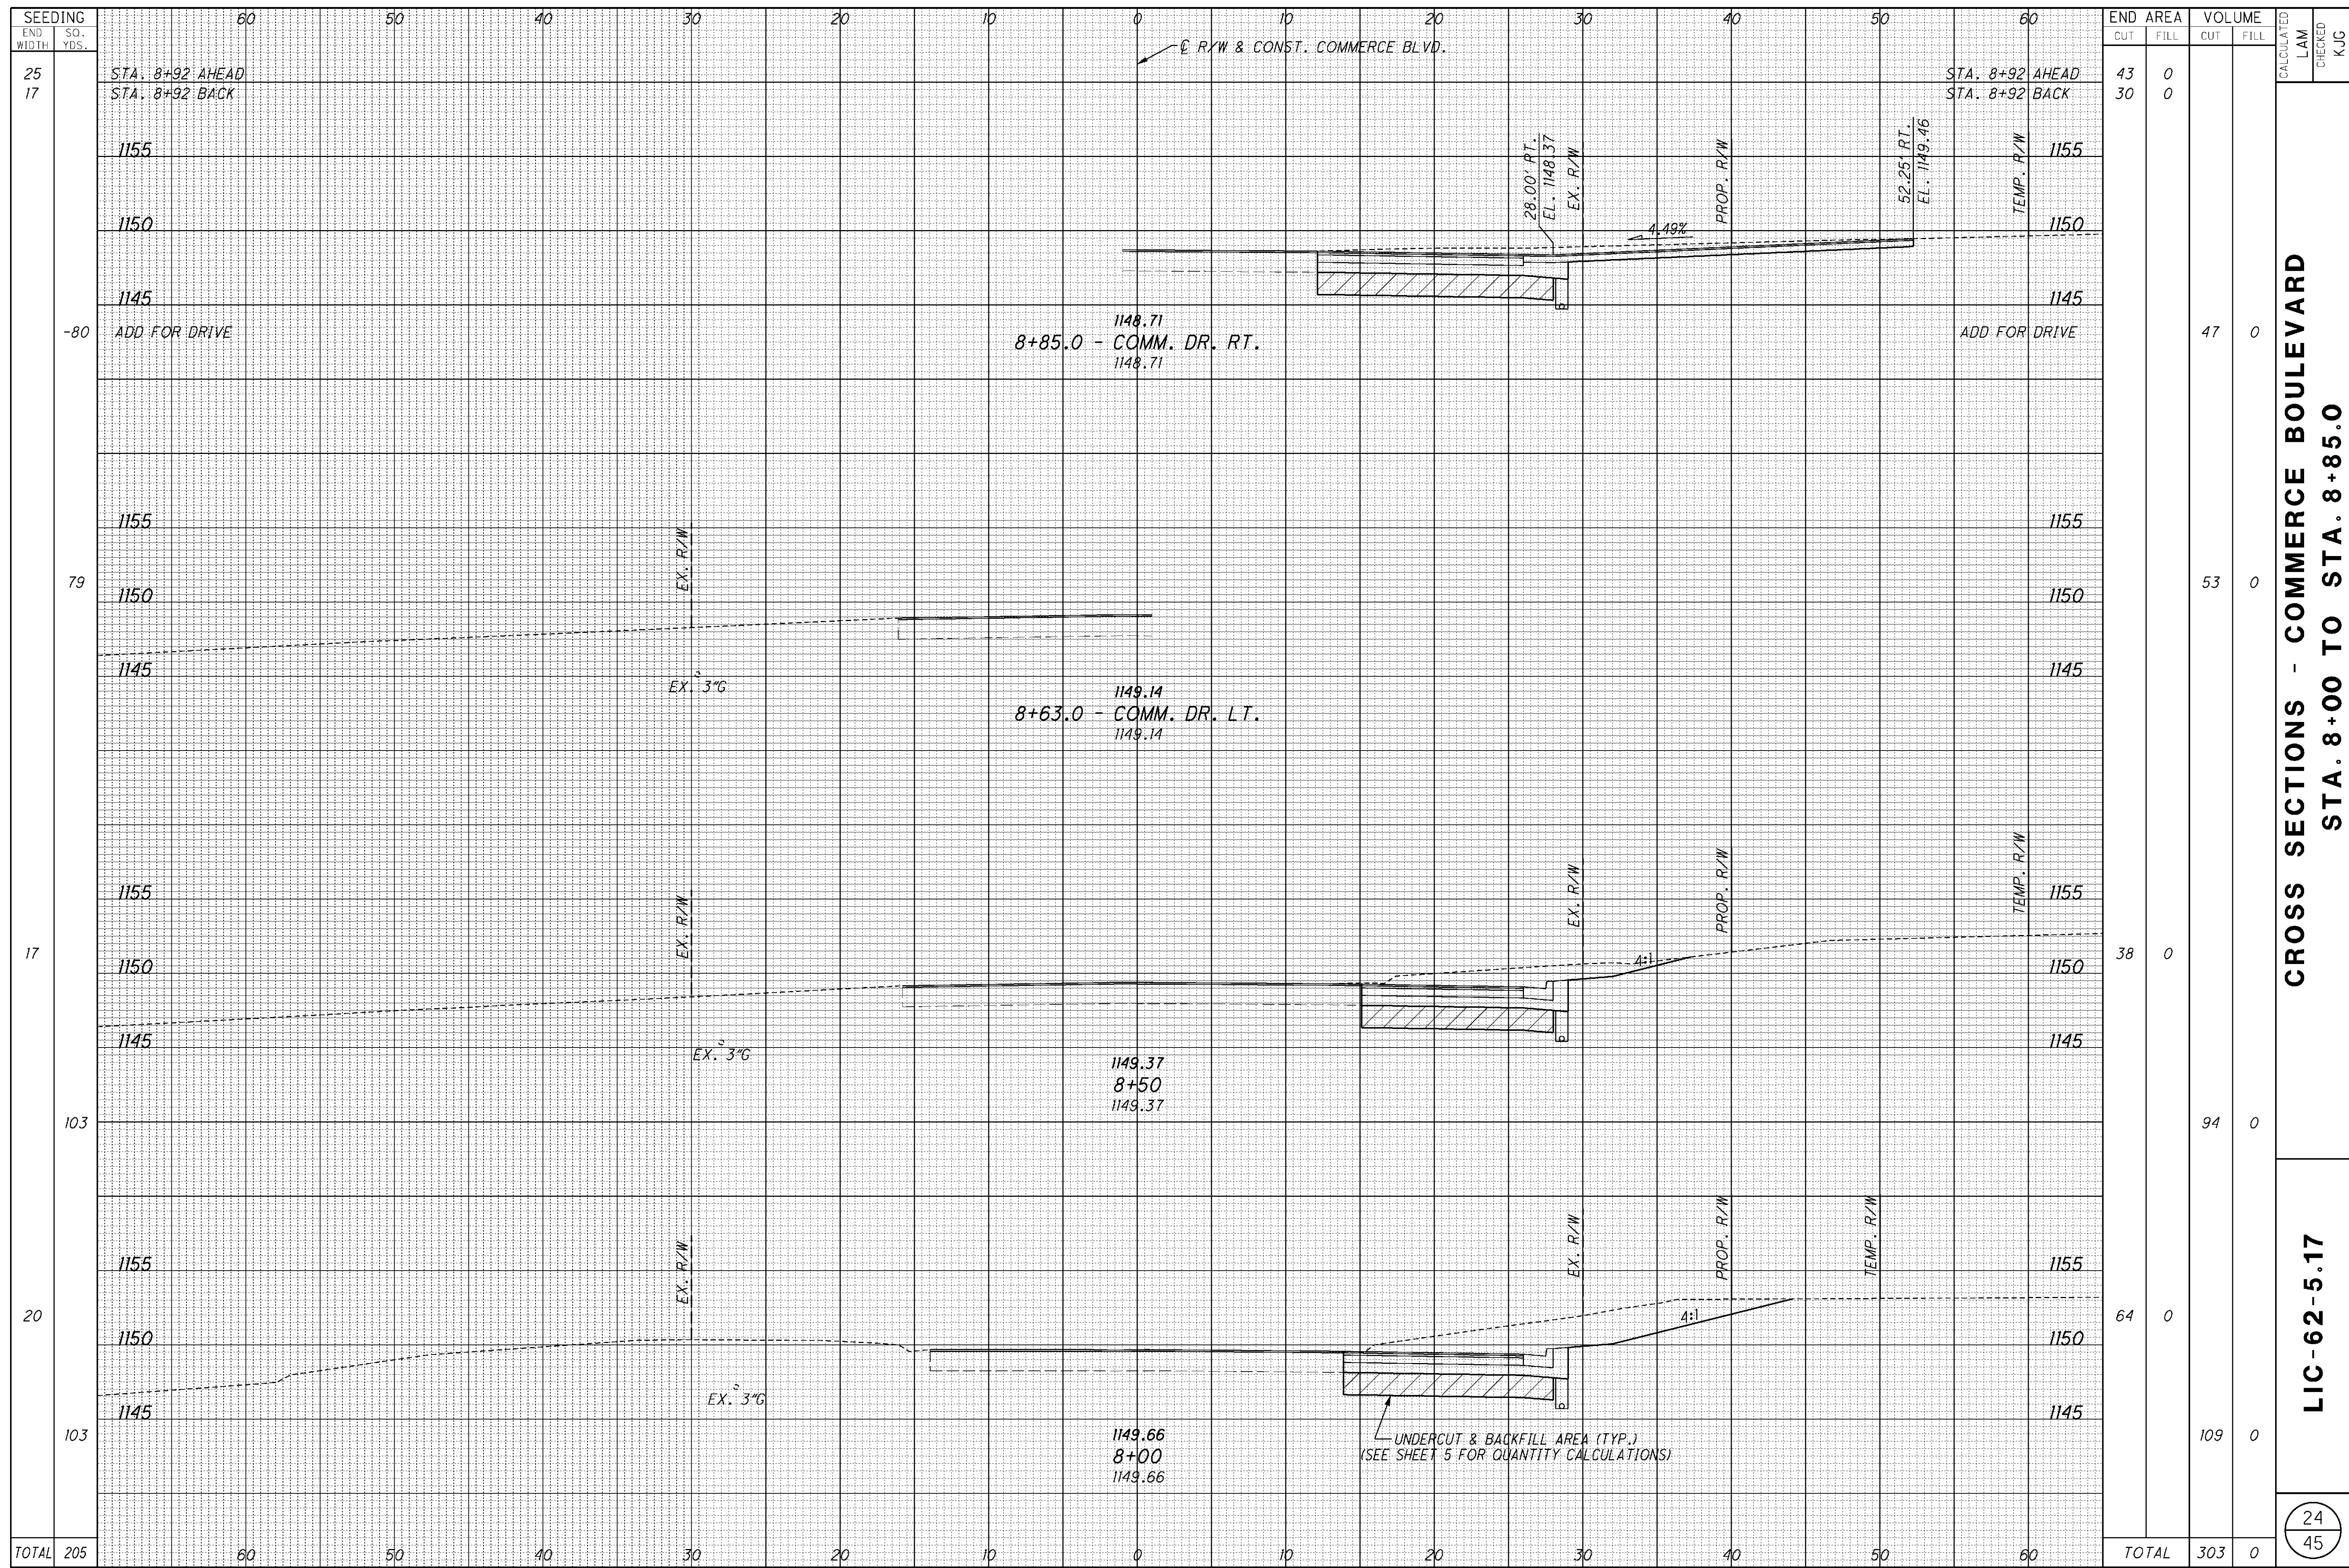 SEEDING
END WIDTH
SQ. YDS.
60 50 40 30 20 10 0 10 20 30 40 50 60
END AREA
CUT FILL
VOLUME
CUT FILL
CALCULATED
LAM
CHECKED
KJG
℄ R/W & CONST. COMMERCE BLVD.
25 STA. 8+92 AHEAD STA. 8+92 AHEAD 43 0
17 STA. 8+92 BACK STA. 8+92 BACK 30 0
28.00' RT.
EL. 1148.37
EX. R/W
PROP. R/W
52.25' RT.
EL. 1149.46
TEMP. R/W
1155 1155
1150 1150
4.49%
1145 1145
-80 ADD FOR DRIVE ADD FOR DRIVE 47 0
1148.71
8+85.0 - COMM. DR. RT.
1148.71
1155 1155
EX. R/W
79 53 0
1150 1150
1145 1145
EX. 3"G
1149.14
8+63.0 - COMM. DR. LT.
1149.14
EX. R/W
EX. R/W
PROP. R/W
TEMP. R/W
1155 1155
17 38 0
4:1
1150 1150
1145 1145
EX. 3"G
1149.37
8+50
1149.37
103 94 0
EX. R/W
EX. R/W
PROP. R/W
TEMP. R/W
1155 1155
20 4:1 64 0
1150 1150
1145 1145
EX. 3"G
103 109 0
1149.66
8+00
1149.66
UNDERCUT & BACKFILL AREA (TYP.)
(SEE SHEET 5 FOR QUANTITY CALCULATIONS)
TOTAL 205
60 50 40 30 20 10 0 10 20 30 40 50 60
TOTAL 303 0
CROSS SECTIONS - COMMERCE BOULEVARD
STA. 8+00 TO STA. 8+85.0
LIC-62-5.17
24
45